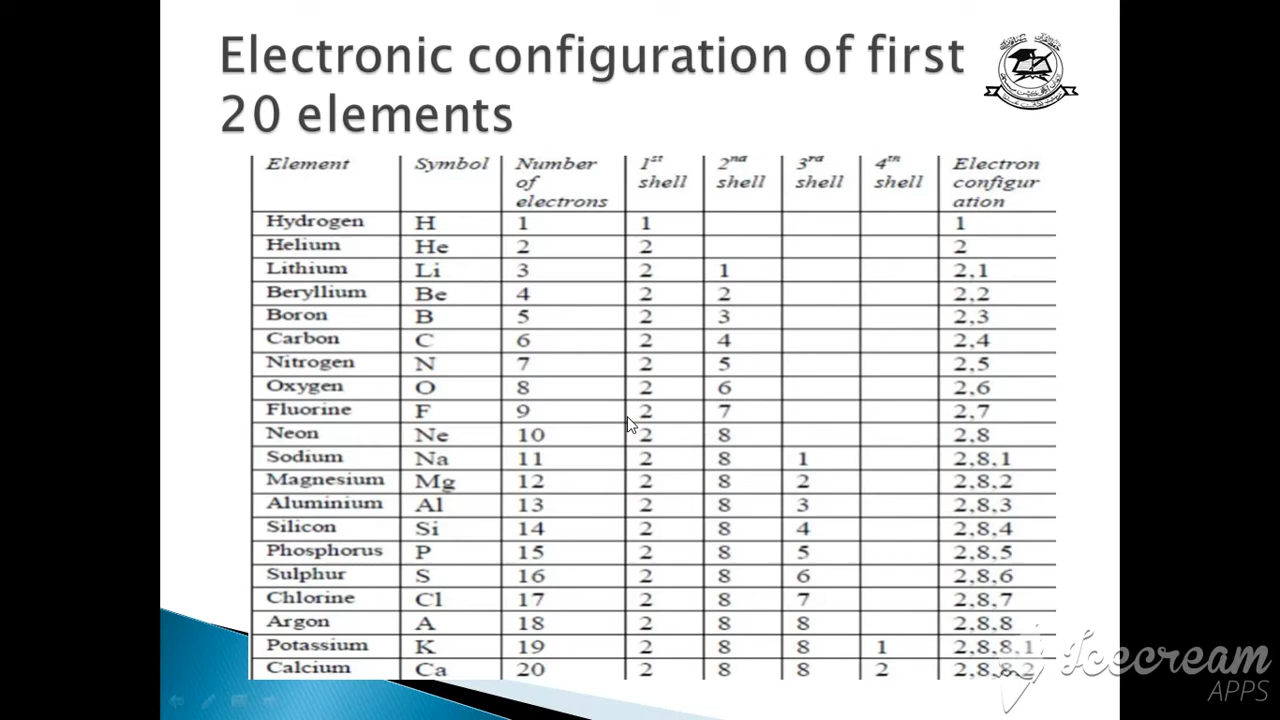 Electronic configuration of first
20 elements
Element Symbol Number of electrons 1st shell 2nd shell 3rd shell 4th shell Electron configur ation
Hydrogen H 1 1 1
Helium He 2 2 2
Lithium Li 3 2 1 2,1
Beryllium Be 4 2 2 2,2
Boron B 5 2 3 2,3
Carbon C 6 2 4 2,4
Nitrogen N 7 2 5 2,5
Oxygen O 8 2 6 2,6
Fluorine F 9 2 7 2,7
Neon Ne 10 2 8 2,8
Sodium Na 11 2 8 1 2,8,1
Magnesium Mg 12 2 8 2 2,8,2
Aluminium Al 13 2 8 3 2,8,3
Silicon Si 14 2 8 4 2,8,4
Phosphorus P 15 2 8 5 2,8,5
Sulphur S 16 2 8 6 2,8,6
Chlorine Cl 17 2 8 7 2,8,7
Argon A 18 2 8 8 2,8,8
Potassium K 19 2 8 8 1 2,8,8,1
Calcium Ca 20 2 8 8 2 2,8,8,2
Icecream
APPS